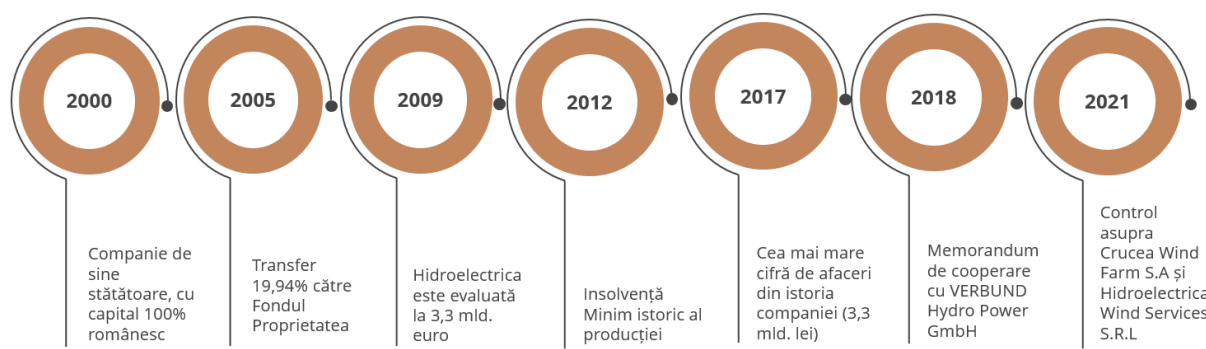 2000
Companie de
sine
stătătoare, cu
capital 100%
românesc
2005
Transfer
19,94% către
Fondul
Proprietatea
2009
Hidroelectrica
este evaluată
la 3,3 mld.
euro
2012
Insolvență
Minim istoric al
producției
2017
Cea mai mare
cifră de afaceri
din istoria
companiei (3,3
mld. lei)
2018
Memorandum
de cooperare
cu VERBUND
Hydro Power
GmbH
2021
Control
asupra
Crucea Wind
Farm S.A și
Hidroelectrica
Wind Services
S.R.L